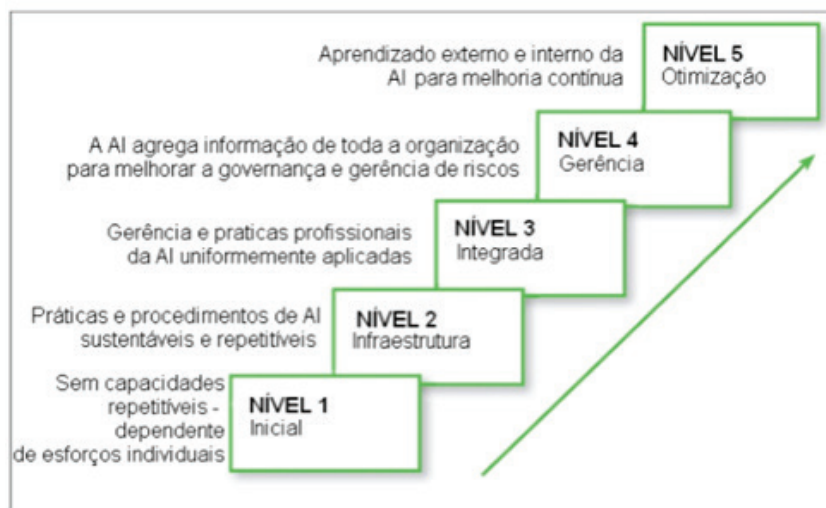 Aprendizado externo e interno da
AI para melhoria contínua
NÍVEL 5
Otimização
A AI agrega informação de toda a organização
para melhorar a governança e gerência de riscos
NÍVEL 4
Gerência
Gerência e praticas profissionais
da AI uniformemente aplicadas
NÍVEL 3
Integrada
Práticas e procedimentos de AI
sustentáveis e repetitíveis
NÍVEL 2
Infraestrutura
Sem capacidades
repetitíveis -
dependente
de esforços individuais
NÍVEL 1
Inicial